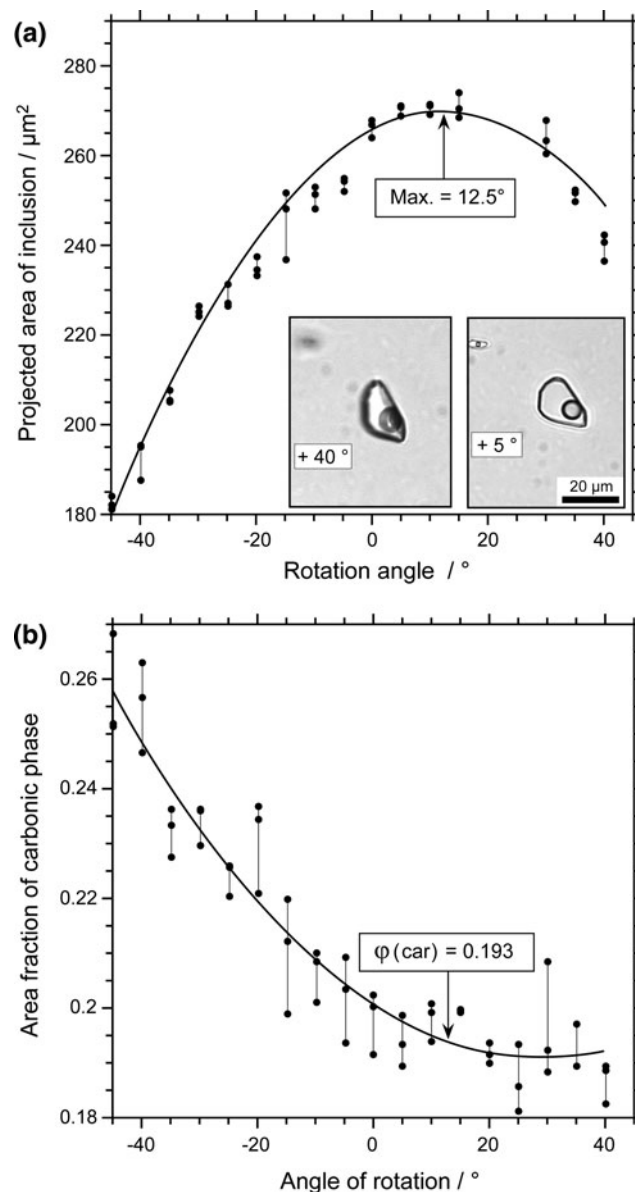 (a)
280
260
240
220
200
180
Projected area of inclusion / µm²
Max. = 12.5°
+ 40 °
+ 5 °
20 µm
-40 -20 0 20 40
Rotation angle / °
(b)
0.26
0.24
0.22
0.2
0.18
Area fraction of carbonic phase
φ (car) = 0.193
-40 -20 0 20 40
Angle of rotation / °